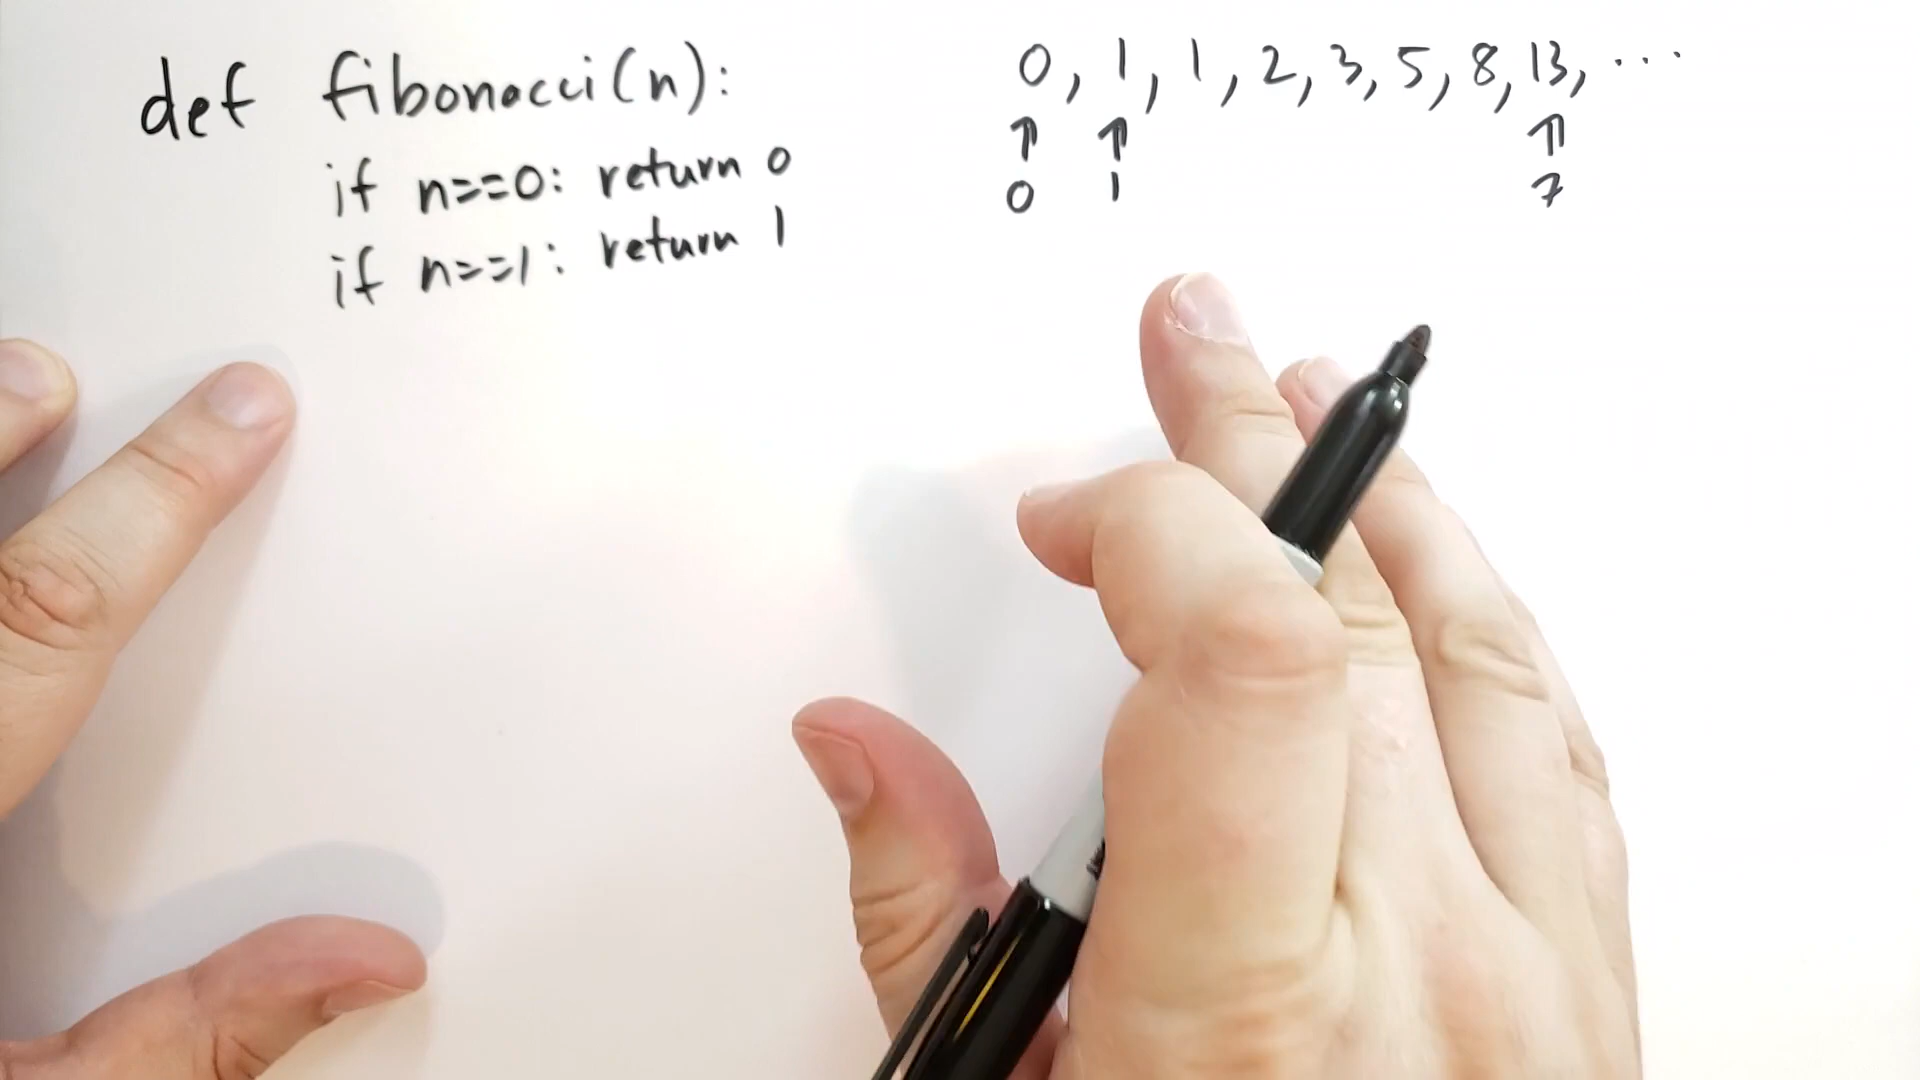 def fibonacci(n):
if n==0: return 0
if n==1: return 1
0, 1, 1, 2, 3, 5, 8, 13, ...
↑ ↑ ↑
0 1 7